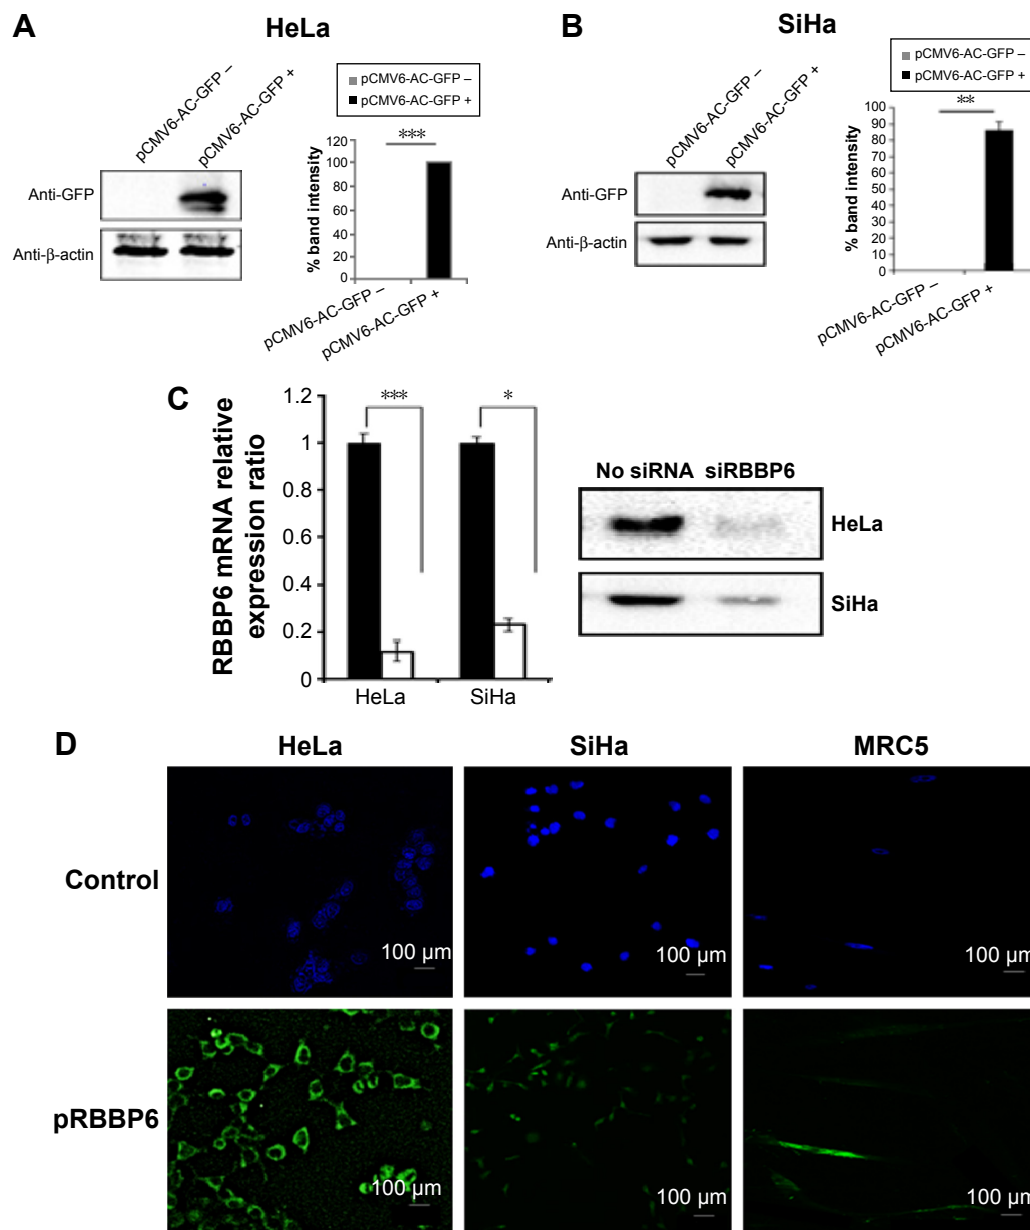 A
HeLa
pCMV6-AC-GFP –
pCMV6-AC-GFP +
Anti-GFP
Anti-β-actin
pCMV6-AC-GFP –
pCMV6-AC-GFP +
% band intensity
120
100
80
60
40
20
0
***
pCMV6-AC-GFP –
pCMV6-AC-GFP +
B
SiHa
pCMV6-AC-GFP –
pCMV6-AC-GFP +
Anti-GFP
Anti-β-actin
pCMV6-AC-GFP –
pCMV6-AC-GFP +
% band intensity
100
90
80
70
60
50
40
30
20
10
0
**
pCMV6-AC-GFP –
pCMV6-AC-GFP +
C
RBBP6 mRNA relative
expression ratio
1.2
1
0.8
0.6
0.4
0.2
0
***
*
HeLa
SiHa
No siRNA siRBBP6
HeLa
SiHa
D
HeLa
SiHa
MRC5
Control
100 µm
100 µm
100 µm
pRBBP6
100 µm
100 µm
100 µm